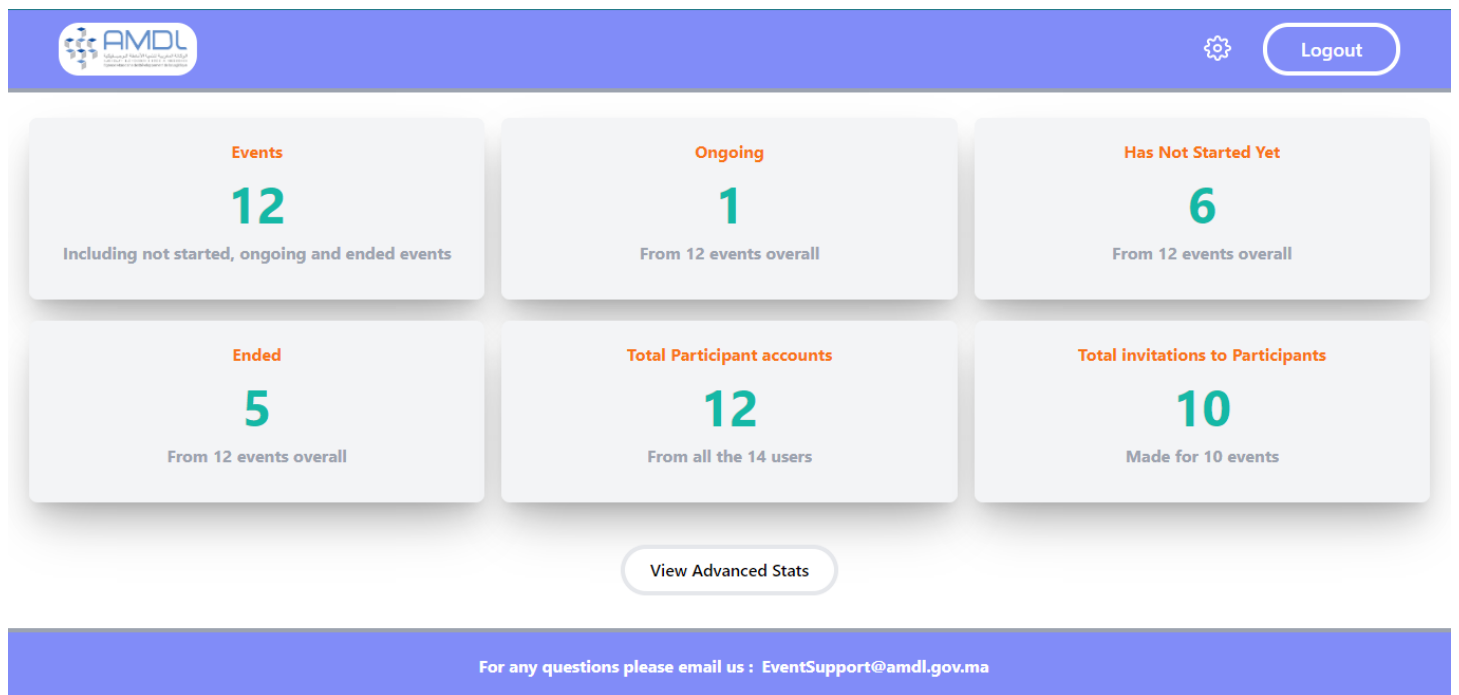 AMDL
Logout
Events
12
Including not started, ongoing and ended events
Ongoing
1
From 12 events overall
Has Not Started Yet
6
From 12 events overall
Ended
5
From 12 events overall
Total Participant accounts
12
From all the 14 users
Total invitations to Participants
10
Made for 10 events
View Advanced Stats
For any questions please email us : EventSupport@amdl.gov.ma